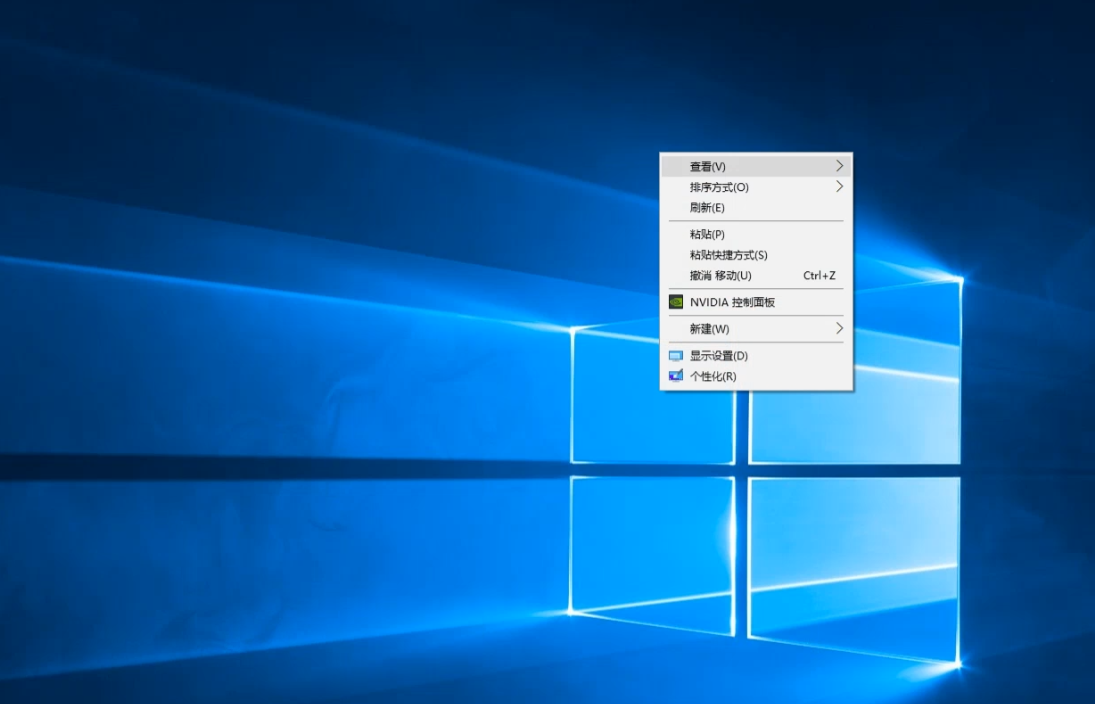 查看(V)
排序方式(O)
刷新(E)
粘贴(P)
粘贴快捷方式(S)
撤消 移动(U) Ctrl+Z
NVIDIA 控制面板
新建(W)
显示设置(D)
个性化(R)